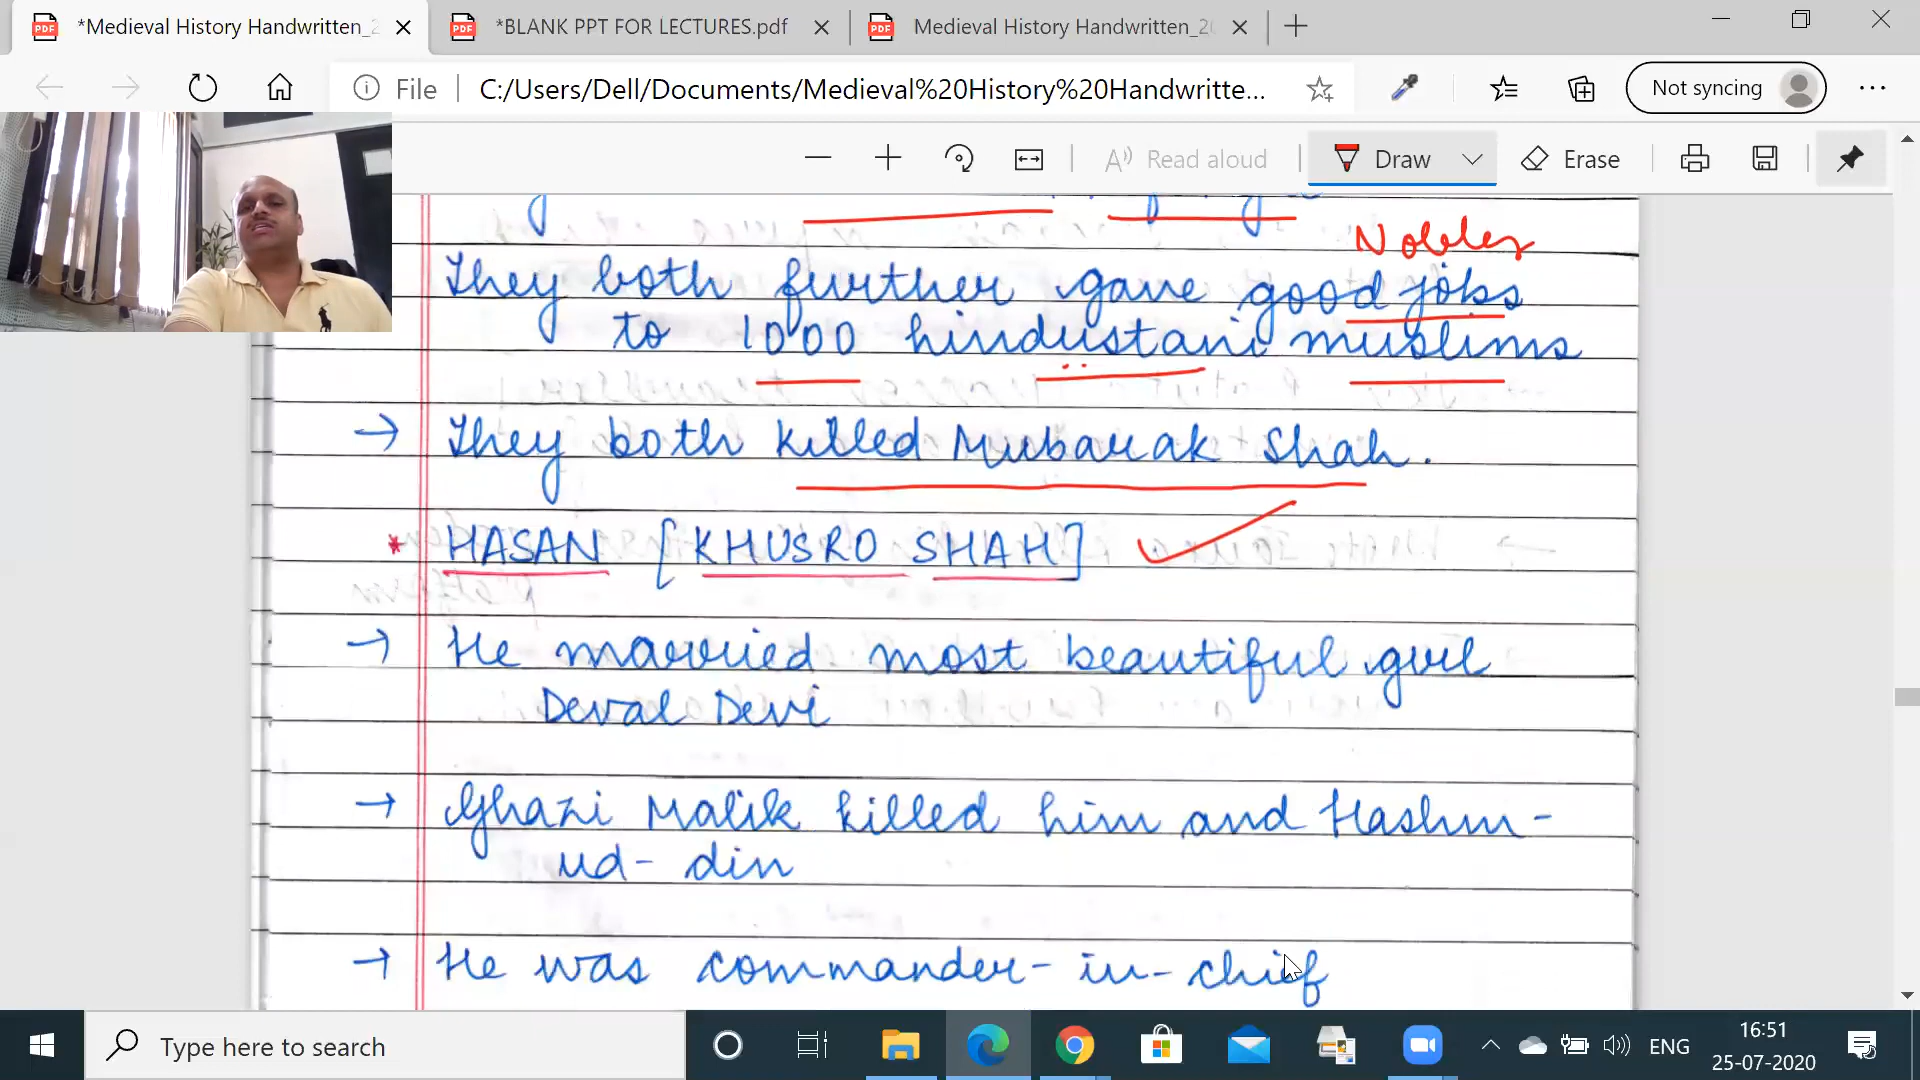 *Medieval History Handwritten_2
*BLANK PPT FOR LECTURES.pdf
Medieval History Handwritten_20
File
C:/Users/Dell/Documents/Medieval%20History%20Handwritte...
Not syncing
Read aloud
Draw
Erase
Nobles
They both further gave good jobs
to 1000 hindustani muslims
→ They both killed Mubarak Shah.
* HASAN [KHUSRO SHAH]
→ He married most beautiful girl
Deval Devi
→ Ghazi Malik killed him and Hashm-
ud-din
→ He was commander-in-chief
Type here to search
ENG
16:51
25-07-2020